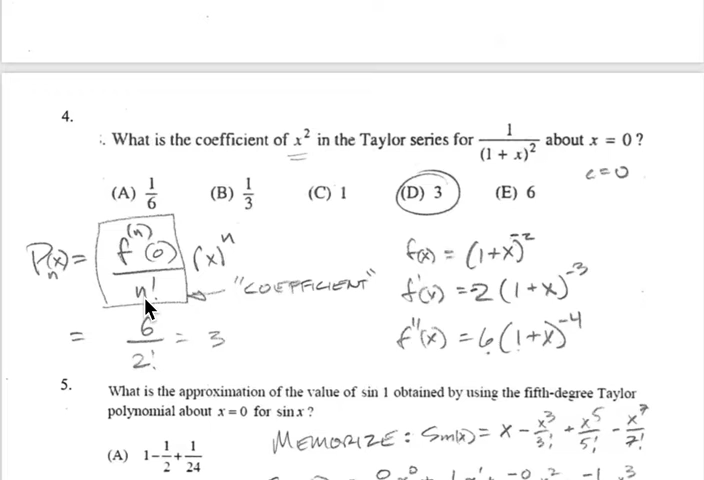 4.
:. What is the coefficient of x² in the Taylor series for 1/(1 + x)² about x = 0 ?
c=0
(A) 1/6 (B) 1/3 (C) 1 (D) 3 (E) 6
Pₙ(x) = f⁽ⁿ⁾(0)/n! (x)ⁿ
"COEFFICIENT"
= 6/2! = 3
f(x) = (1+x)⁻²
f'(x) = -2(1+x)⁻³
f''(x) = 6(1+x)⁻⁴
5.
What is the approximation of the value of sin 1 obtained by using the fifth-degree Taylor
polynomial about x = 0 for sin x ?
MEMORIZE: Sin(x) = x - x³/3! + x⁵/5! - x⁷/7!
(A) 1 - 1/2 + 1/24